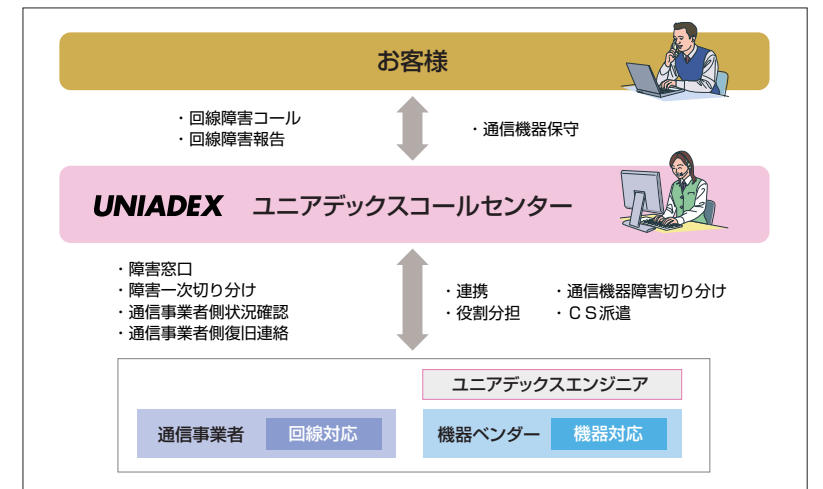 お客様
・回線障害コール
・回線障害報告
・通信機器保守
UNIADEX ユニアデックスコールセンター
・障害窓口
・障害一次切り分け
・通信事業者側状況確認
・通信事業者側復旧連絡
・連携 ・通信機器障害切り分け
・役割分担 ・ＣＳ派遣
ユニアデックスエンジニア
通信事業者 回線対応
機器ベンダー 機器対応